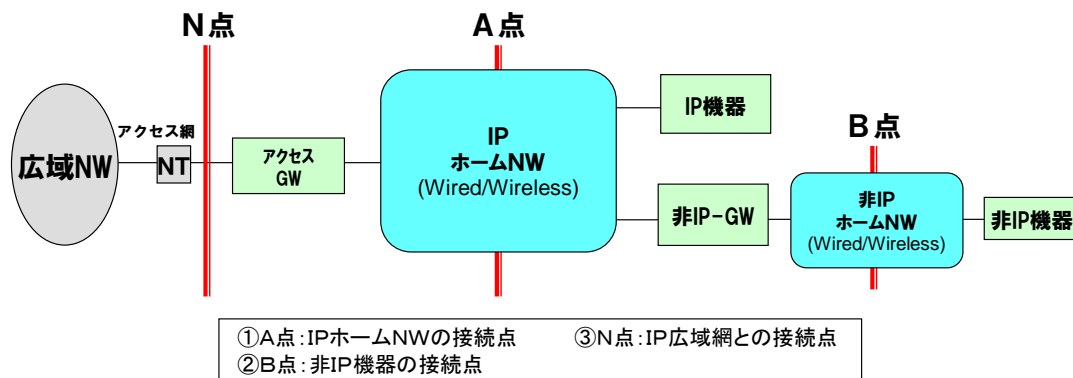 N点
A点
B点
広域NW
アクセス網
NT
アクセス
GW
IP
ホームNW
(Wired/Wireless)
IP機器
非IP-GW
非IP
ホームNW
(Wired/Wireless)
非IP機器
①A点:IPホームNWの接続点 ③N点:IP広域網との接続点
②B点:非IP機器の接続点